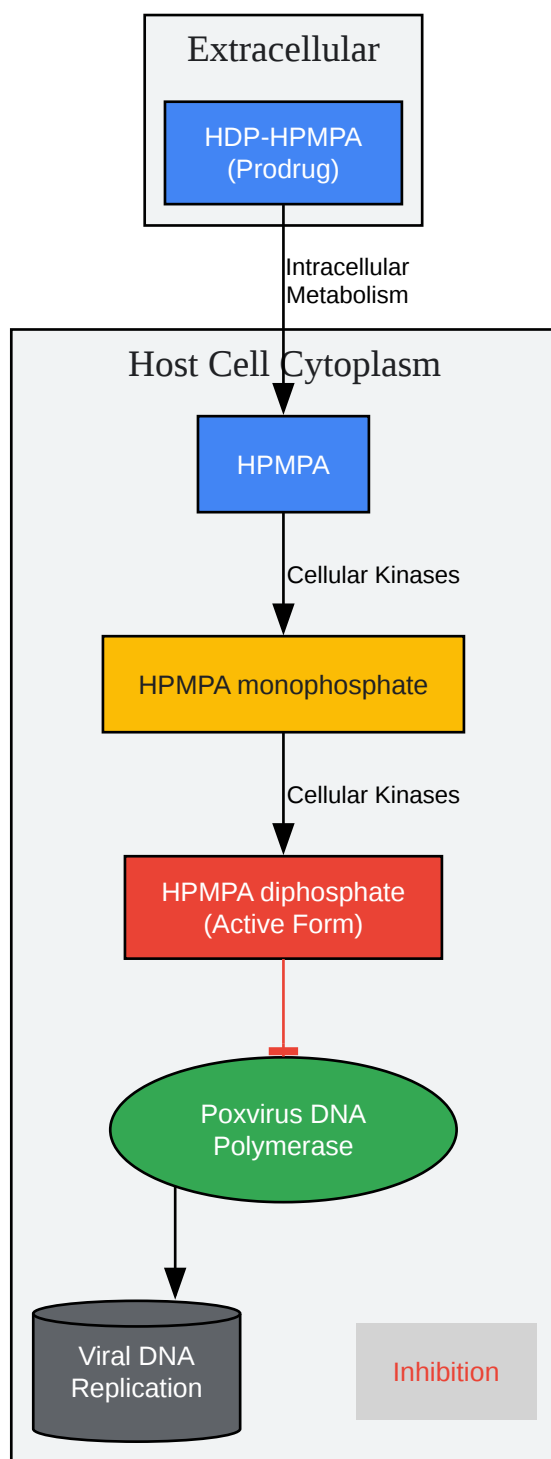 Extracellular
HDP-HPMPA
(Prodrug)
Intracellular
Metabolism
Host Cell Cytoplasm
HPMPA
Cellular Kinases
HPMPA monophosphate
Cellular Kinases
HPMPA diphosphate
(Active Form)
Poxvirus DNA
Polymerase
Viral DNA
Replication
Inhibition